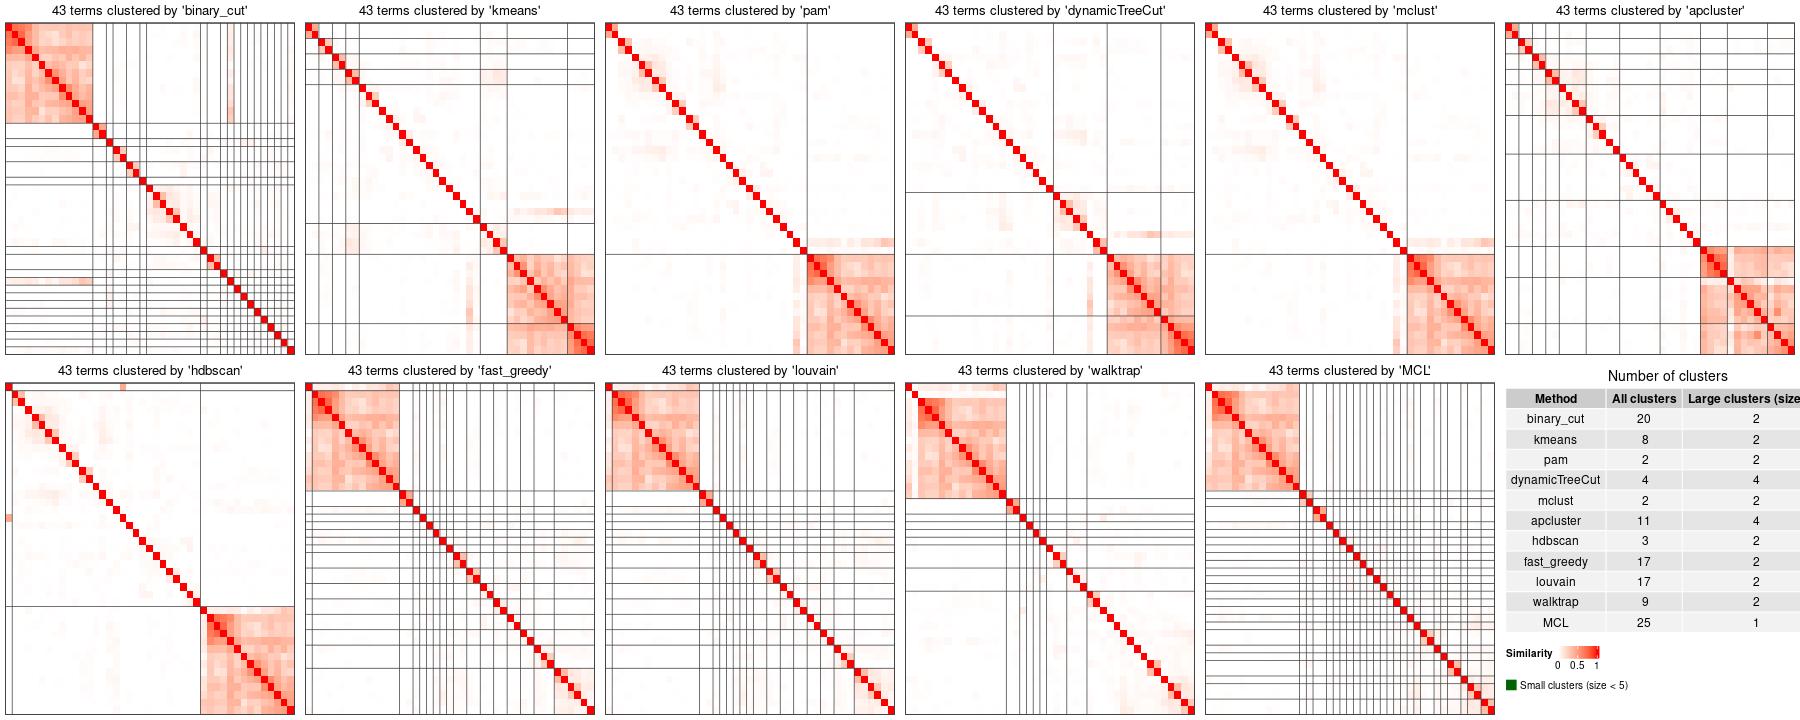 43 terms clustered by 'binary_cut'
43 terms clustered by 'kmeans'
43 terms clustered by 'pam'
43 terms clustered by 'dynamicTreeCut'
43 terms clustered by 'mclust'
43 terms clustered by 'apcluster'
43 terms clustered by 'hdbscan'
43 terms clustered by 'fast_greedy'
43 terms clustered by 'louvain'
43 terms clustered by 'walktrap'
43 terms clustered by 'MCL'
Number of clusters
Method All clusters Large clusters (size
binary_cut 20 2
kmeans 8 2
pam 2 2
dynamicTreeCut 4 4
mclust 2 2
apcluster 11 4
hdbscan 3 2
fast_greedy 17 2
louvain 17 2
walktrap 9 2
MCL 25 1
Similarity
0 0.5 1
Small clusters (size < 5)